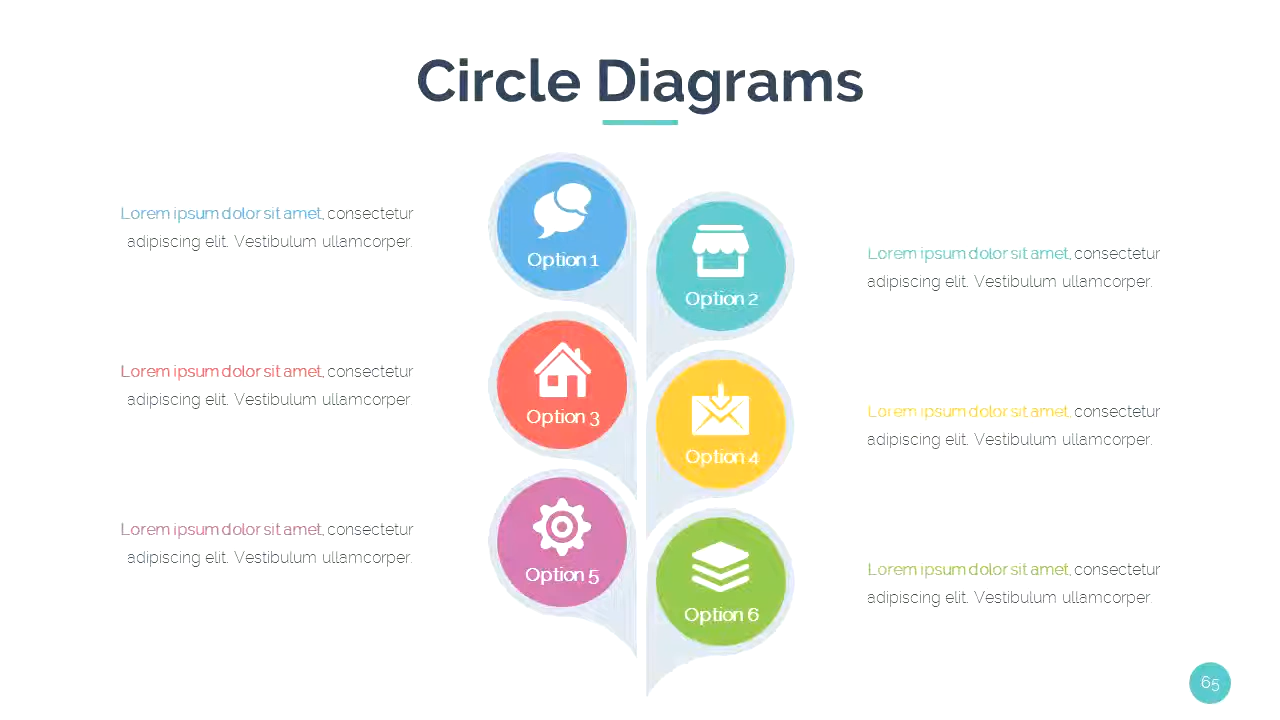 Circle Diagrams
Lorem ipsum dolor sit amet, consectetur
adipiscing elit. Vestibulum ullamcorper.
Option 1
Option 2
Lorem ipsum dolor sit amet, consectetur
adipiscing elit. Vestibulum ullamcorper.
Lorem ipsum dolor sit amet, consectetur
adipiscing elit. Vestibulum ullamcorper.
Option 3
Option 4
Lorem ipsum dolor sit amet, consectetur
adipiscing elit. Vestibulum ullamcorper.
Lorem ipsum dolor sit amet, consectetur
adipiscing elit. Vestibulum ullamcorper.
Option 5
Option 6
Lorem ipsum dolor sit amet, consectetur
adipiscing elit. Vestibulum ullamcorper.
65